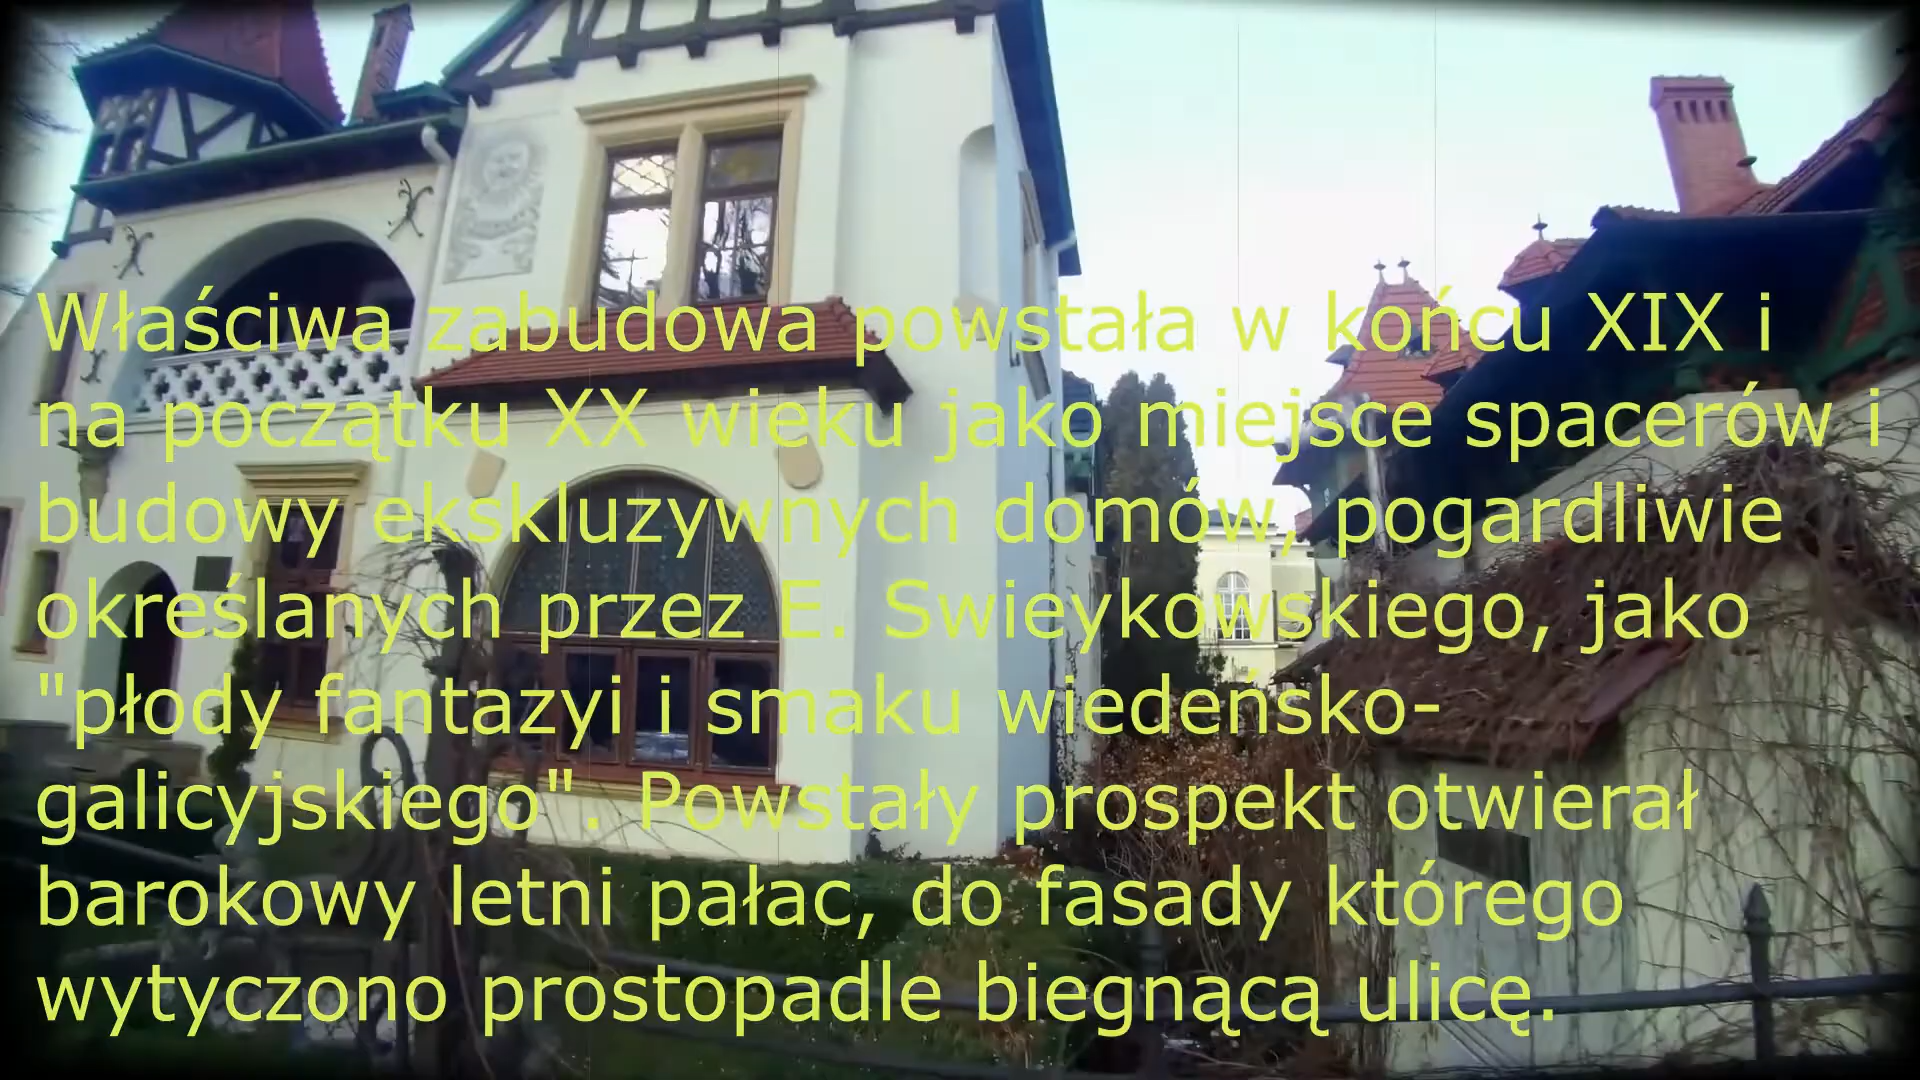 Właściwa zabudowa powstała w końcu XIX i
na początku XX wieku jako miejsce spacerów i
budowy ekskluzywnych domów, pogardliwie
określanych przez E. Swieykowskiego, jako
"płody fantazyi i smaku wiedeńsko-
galicyjskiego". Powstały prospekt otwierał
barokowy letni pałac, do fasady którego
wytyczono prostopadle biegnącą ulicę.